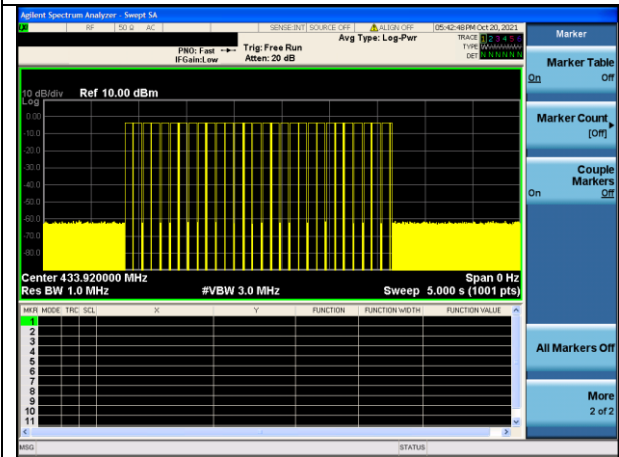 Agilent Spectrum Analyzer - Swept SA
RF 50 Ω AC SENSE:INT SOURCE OFF ALIGN OFF 05:42:48 PM Oct 20, 2021
Marker
Avg Type: Log-Pwr
TRACE 1 2 3 4 5 6
PNO: Fast Trig: Free Run
TYPE
IFGain:Low Atten: 20 dB
DET N N N N N N
Marker Table
On Off
10 dB/div Ref 10.00 dBm
Log
0.00
-10.0
-20.0
-30.0
-40.0
-50.0
-60.0
-70.0
-80.0
Marker Count
[Off]
Couple
Markers
On Off
Center 433.920000 MHz Span 0 Hz
Res BW 1.0 MHz #VBW 3.0 MHz Sweep 5.000 s (1001 pts)
MKR MODE TRC SCL X Y FUNCTION FUNCTION WIDTH FUNCTION VALUE
1
2
3
4
5
6
7
8
9
10
11
All Markers Off
More
2 of 2
MSG STATUS